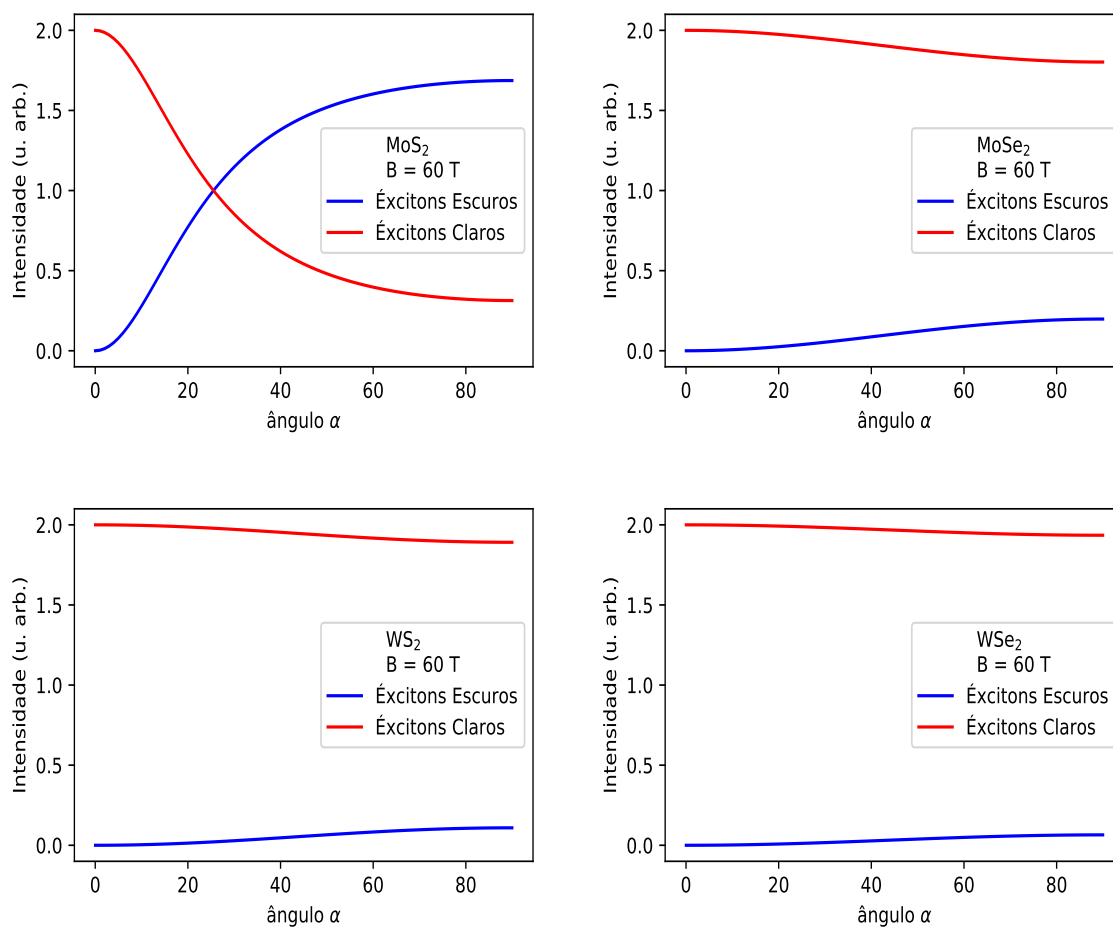 2.0
1.5
1.0
0.5
0.0
Intensidade (u. arb.)
MoS₂
B = 60 T
Éxcitons Escuros
Éxcitons Claros
0 20 40 60 80
ângulo α
2.0
1.5
1.0
0.5
0.0
Intensidade (u. arb.)
MoSe₂
B = 60 T
Éxcitons Escuros
Éxcitons Claros
0 20 40 60 80
ângulo α
2.0
1.5
1.0
0.5
0.0
Intensidade (u. arb.)
WS₂
B = 60 T
Éxcitons Escuros
Éxcitons Claros
0 20 40 60 80
ângulo α
2.0
1.5
1.0
0.5
0.0
Intensidade (u. arb.)
WSe₂
B = 60 T
Éxcitons Escuros
Éxcitons Claros
0 20 40 60 80
ângulo α